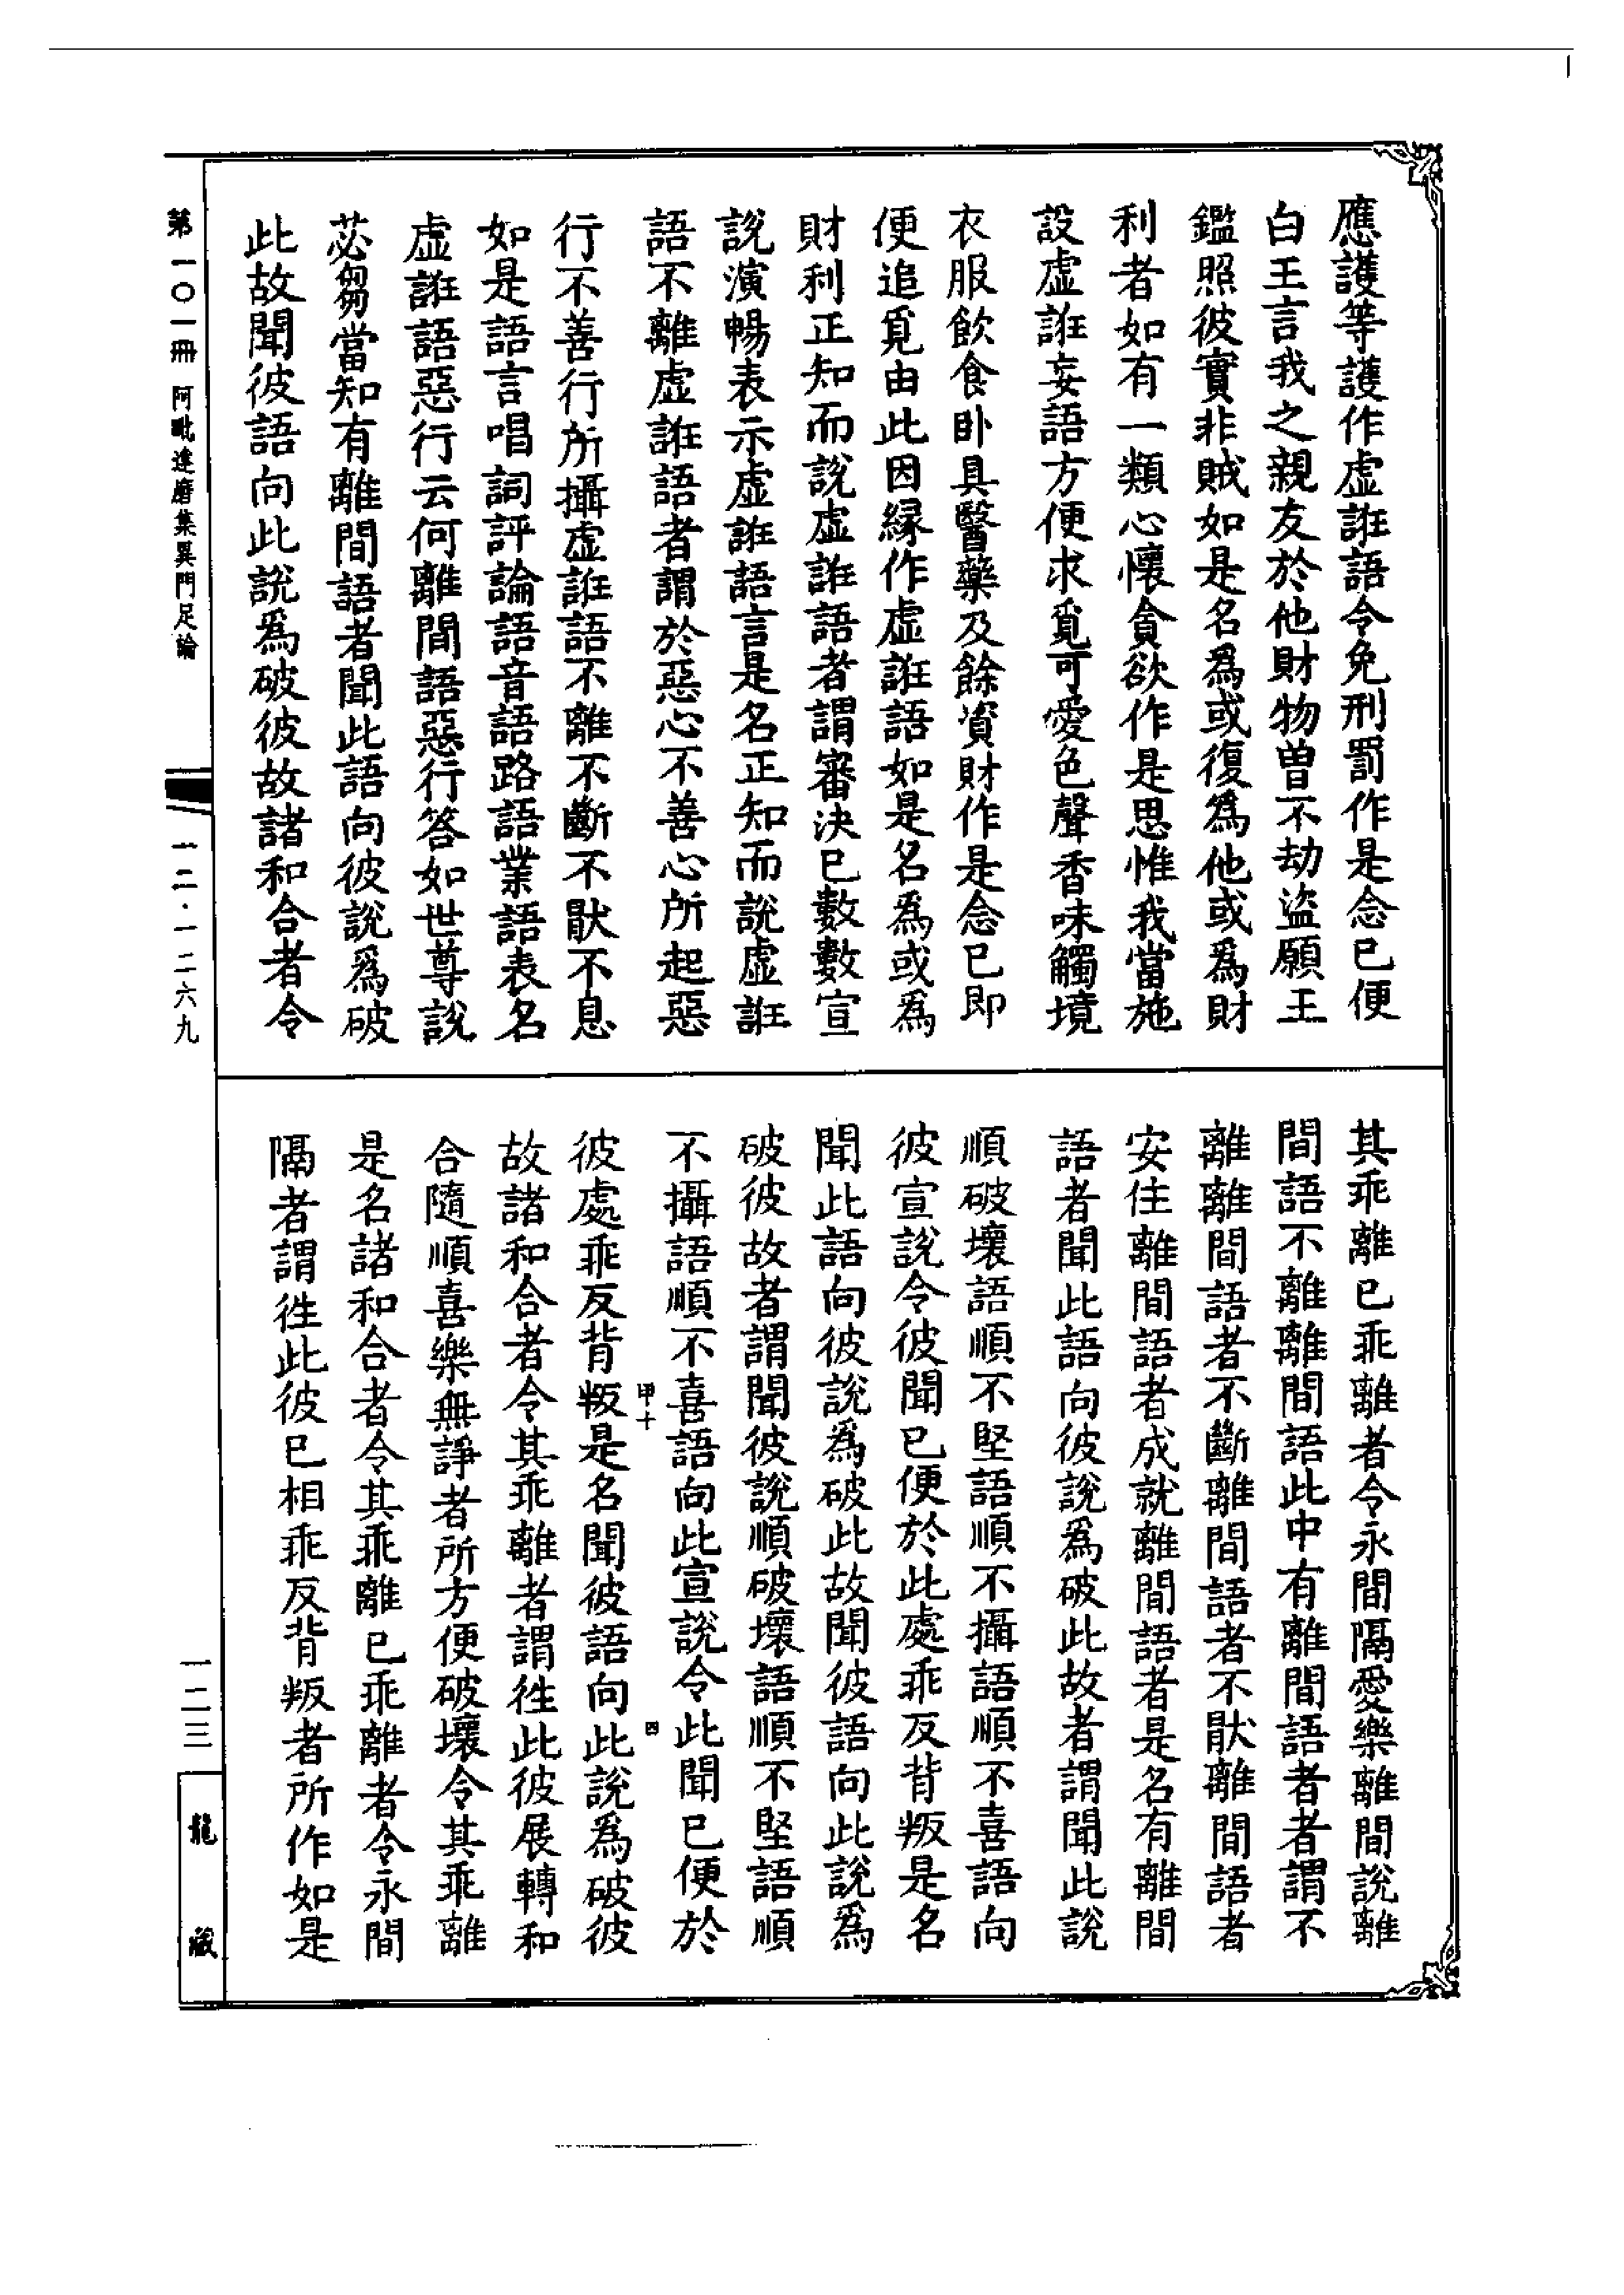 應護等護作虛誑語令免刑罰作是念已便
白王言我之親友於他財物曾不劫盜願王
鑑照彼實非賊如是名爲或復爲他或爲財
利者如有一類心懷貪欲作是思惟我當施
設虛誑妄語方便求覓可愛色聲香味觸境
衣服飲食卧具醫藥及餘資財作是念已即
便追覓由此因緣作虛誑語如是名爲或爲
財利正知而說虛誑語者謂審決已數數宣
說演暢表示虛誑語言是名正知而說虛誑
語不離虛誑語者謂於惡心不善心所起惡
行不善行所攝虛誑語不離不斷不猒不息
如是語言唱詞評論語音語路語業語表名
虛誑語惡行云何離間語惡行答如世尊說
苾芻當知有離間語者聞此語向彼說爲破
此故聞彼語向此說爲破彼故諸和合者令
其乖離已乖離者令永間隔愛樂離間說離
間語不離離間語此中有離間語者者謂不
離離間語者不斷離間語者不猒離間語者
安住離間語者成就離間語者是名有離間
語者聞此語向彼說爲破此故者謂聞此說
順破壞語順不堅語順不攝語順不喜語向
彼宣說令彼聞已便於此處乖反背叛是名
聞此語向彼說爲破此故聞彼語向此說爲
破彼故者謂聞彼說順破壞語順不堅語順
不攝語順不喜語向此宣說令此聞已便於
甲十
四
彼處乖反背叛是名聞彼語向此說爲破彼
故諸和合者令其乖離者謂徃此彼展轉和
合隨順喜樂無諍者所方便破壞令其乖離
是名諸和合者令其乖離已乖離者令永間
隔者謂徃此彼已相乖反背叛者所作如是
第一〇一冊 阿毗達磨集異門足論
一二·一二六九
一二三
龍藏